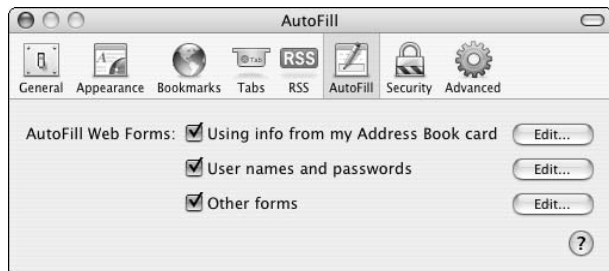 AutoFill
Tab RSS
General Appearance Bookmarks Tabs RSS AutoFill Security Advanced
AutoFill Web Forms: Using info from my Address Book card Edit...
User names and passwords Edit...
Other forms Edit...
?